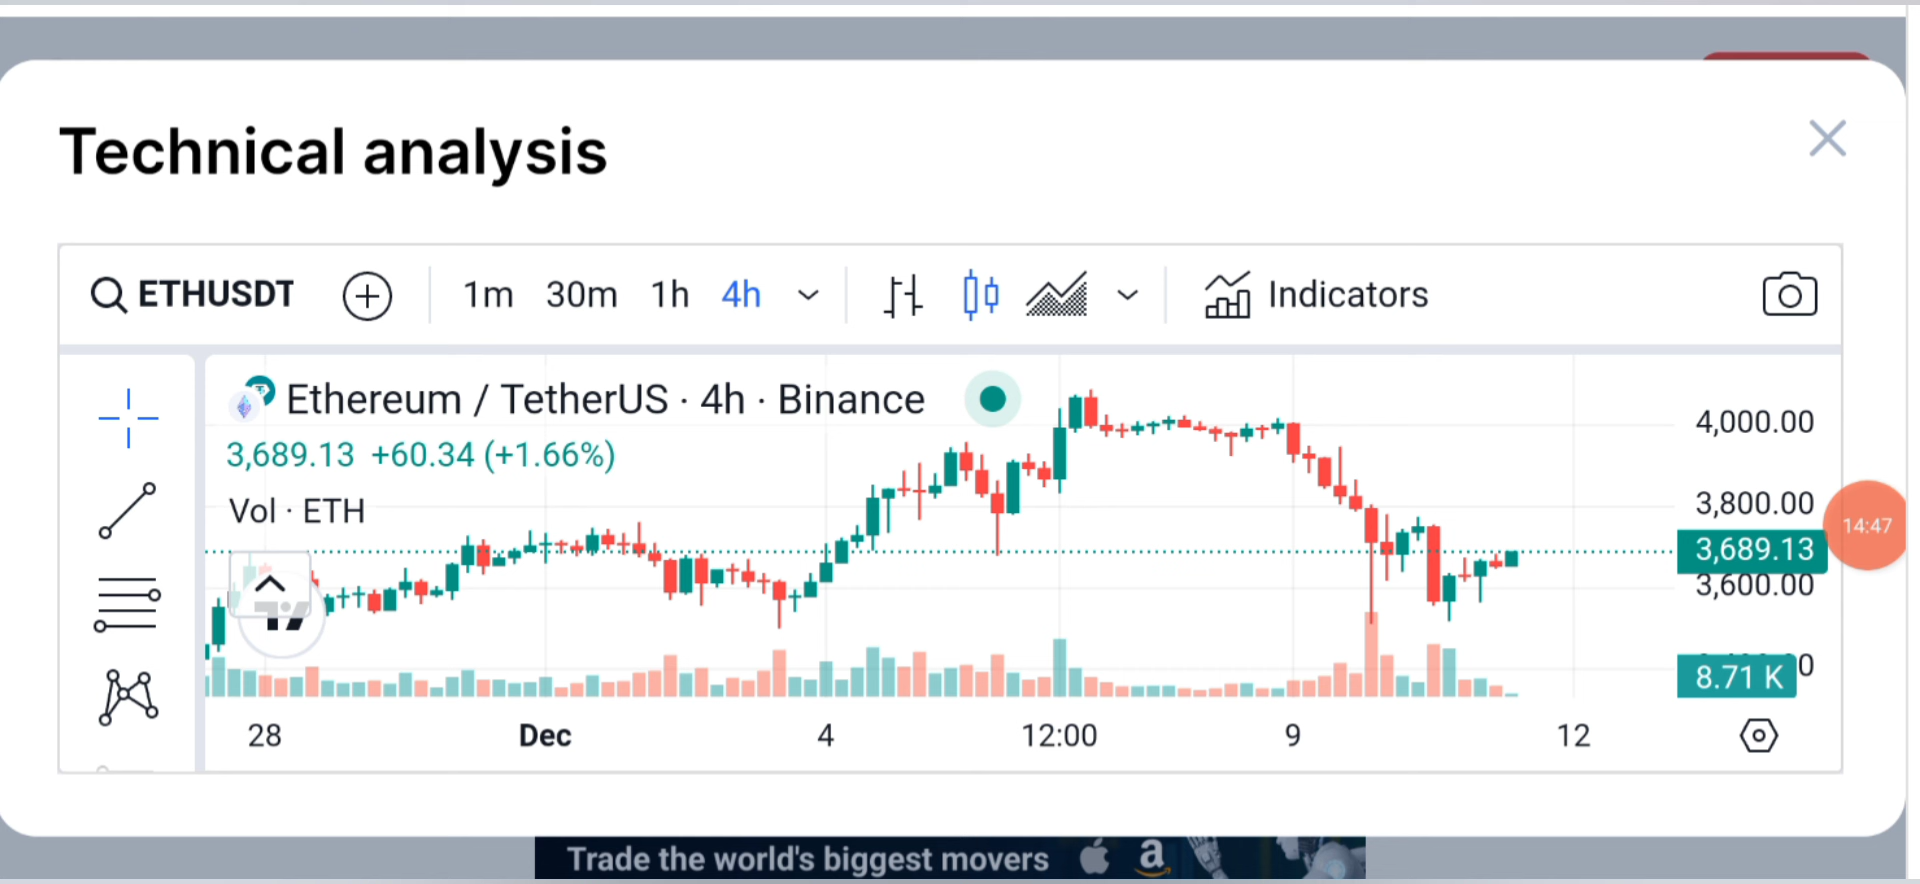 Technical analysis
ETHUSDT 1m 30m 1h 4h Indicators
Ethereum / TetherUS · 4h · Binance
3,689.13 +60.34 (+1.66%)
Vol · ETH
4,000.00
3,800.00
14:47
3,689.13
3,600.00
8.71 K
28 Dec 4 12:00 9 12
Trade the world's biggest movers